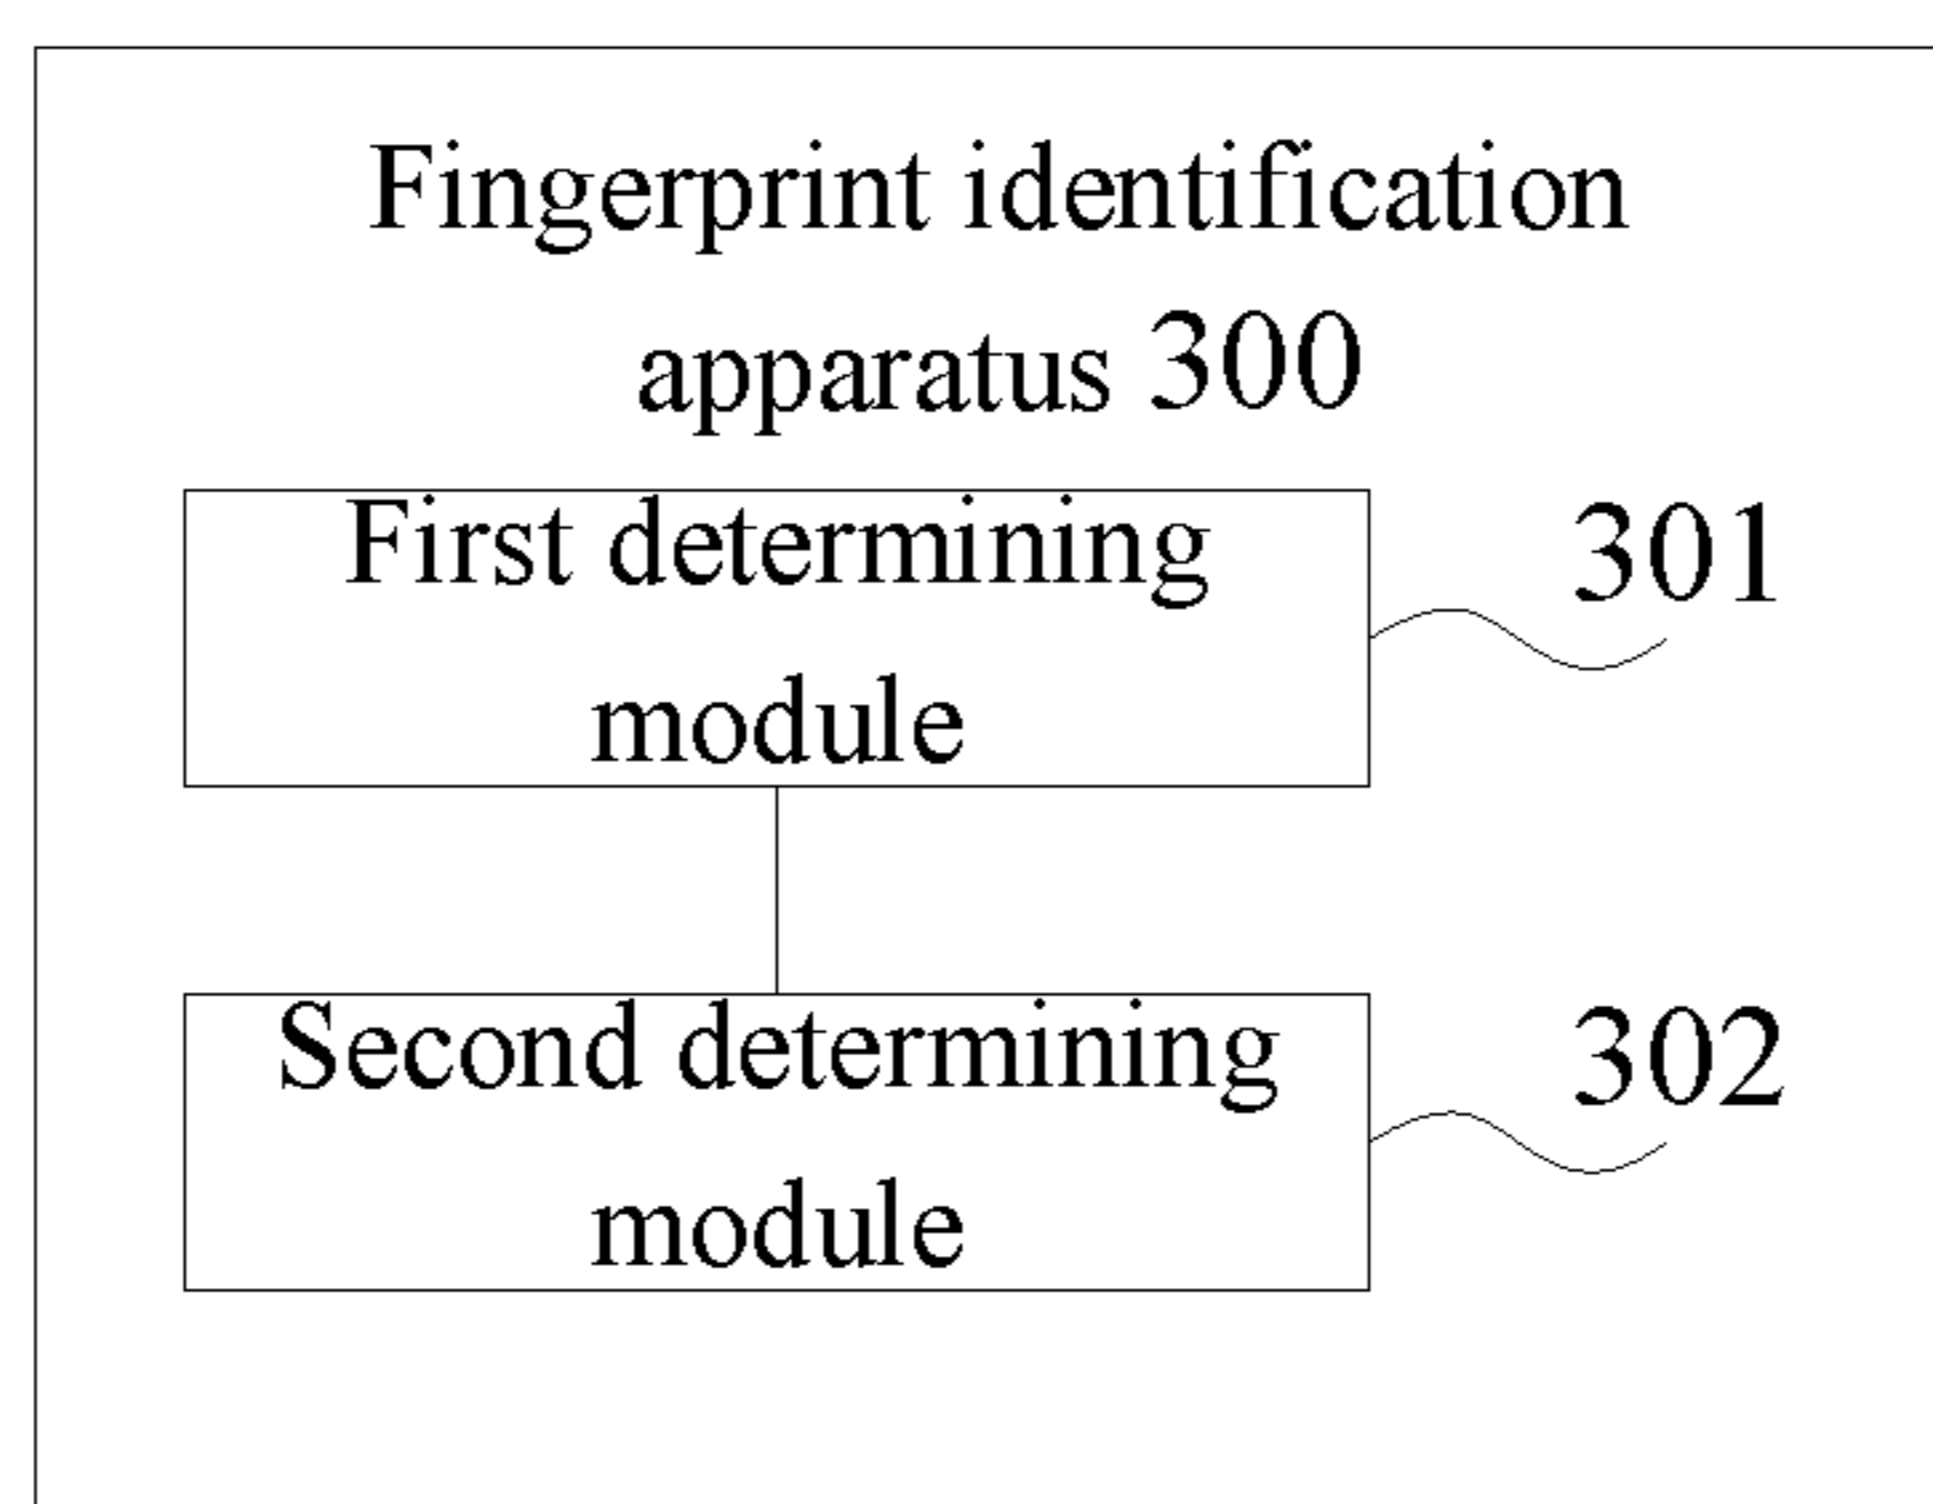 Fingerprint identification
apparatus 300
First determining
module
301
Second determining
module
302